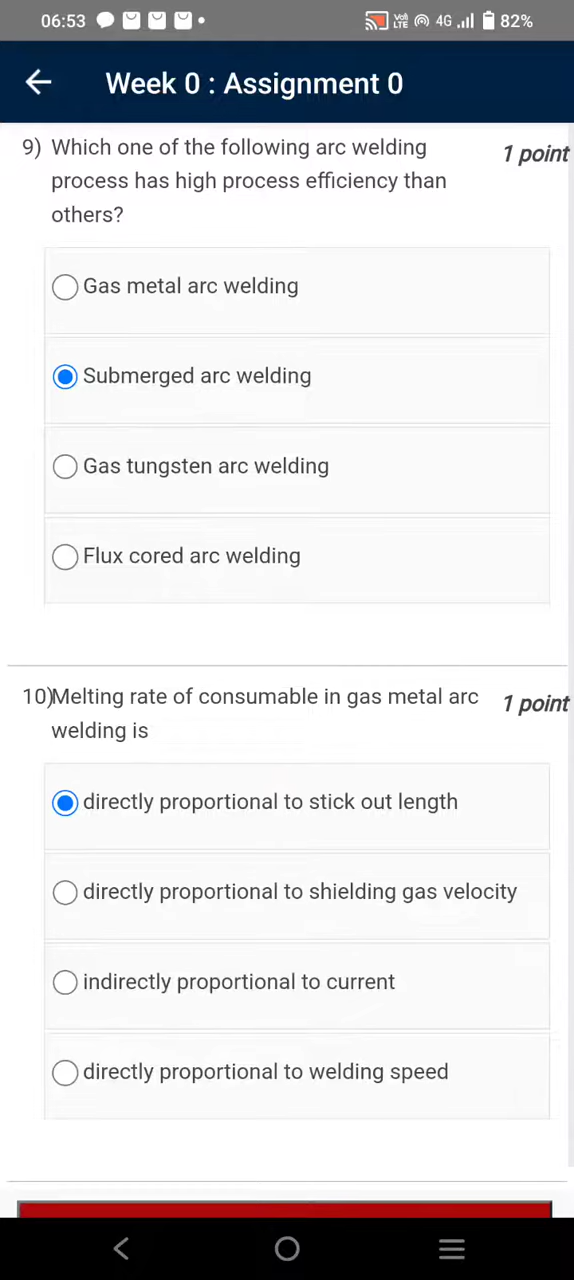 06:53
Vo) LTE 4G 82%
Week 0 : Assignment 0
9) Which one of the following arc welding 1 point
process has high process efficiency than
others?
Gas metal arc welding
Submerged arc welding
Gas tungsten arc welding
Flux cored arc welding
10)Melting rate of consumable in gas metal arc 1 point
welding is
directly proportional to stick out length
directly proportional to shielding gas velocity
indirectly proportional to current
directly proportional to welding speed